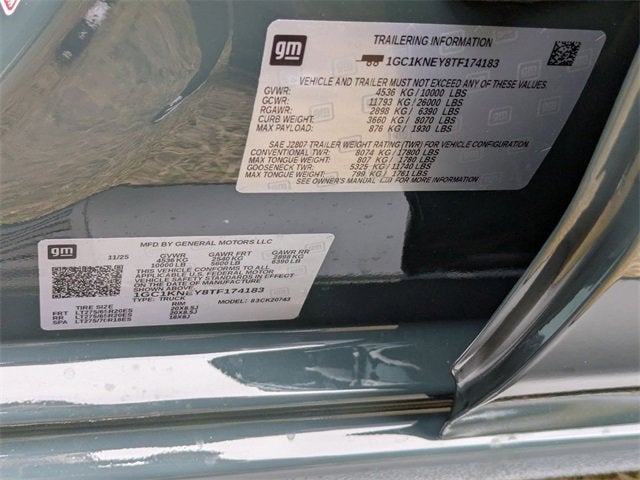 gm
TRAILERING INFORMATION
1GC1KNEY8TF174183
VEHICLE AND TRAILER MUST NOT EXCEED ANY OF THESE VALUES.
GVWR: 4536 KG / 10000 LBS
GCWR: 11793 KG / 26000 LBS
RGAWR: 2898 KG / 6390 LBS
CURB WEIGHT: 3660 KG / 8070 LBS
MAX PAYLOAD: 876 KG / 1930 LBS
SAE J2807 TRAILER WEIGHT RATING (TWR) FOR VEHICLE CONFIGURATION.
CONVENTIONAL TWR: 8074 KG / 17800 LBS
MAX TONGUE WEIGHT: 807 KG / 1780 LBS
GOOSENECK TWR: 5325 KG / 11740 LBS
MAX TONGUE WEIGHT: 799 KG / 1761 LBS
SEE OWNER'S MANUAL FOR MORE INFORMATION.
gm
MFD BY GENERAL MOTORS LLC
11/25 GVWR GAWR FRT GAWR RR
4536 KG 2540 KG 2898 KG
10000 LB 5600 LB 6390 LB
THIS VEHICLE CONFORMS TO ALL
APPLICABLE U.S. FEDERAL MOTOR
VEHICLE SAFETY STANDARDS IN EFFECT
ON THE DATE OF MANUFACTURE
SHOWN ABOVE.
1GC1KNEY8TF174183
TYPE: TRUCK MODEL: 83CK20743
TIRE SIZE RIM
FRT LT275/65R20ES 20X8.5J
RR LT275/65R20ES 20X8.5J
SPA LT275/70R18ES 18X8J